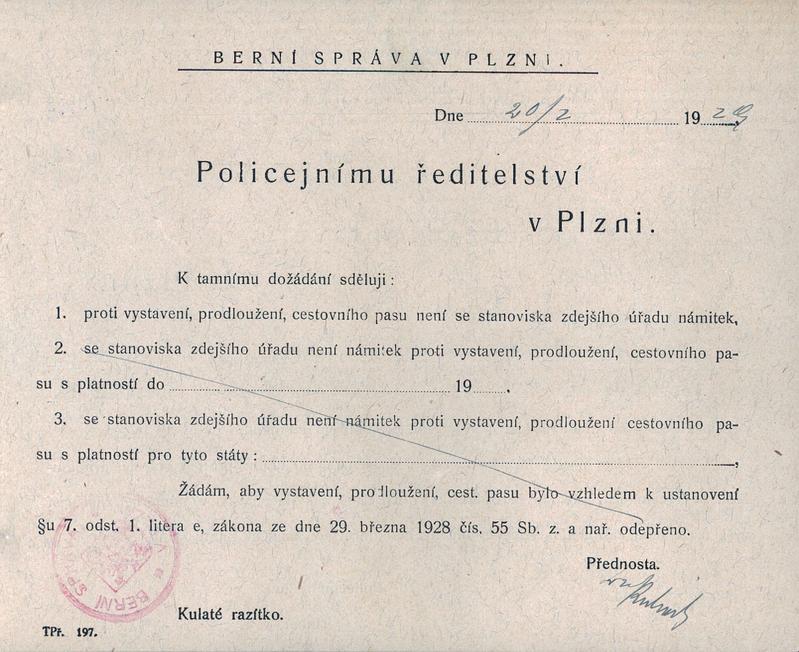 BERNÍ SPRÁVA V PLZNI.
Dne 20/2 1929
Policejnímu ředitelství
v Plzni.
K tamnímu dožádání sděluji:
1. proti vystavení, prodloužení, cestovního pasu není se stanoviska zdejšího úřadu námitek,
2. se stanoviska zdejšího úřadu není námitek proti vystavení, prodloužení, cestovního pa-
su s platností do 19 .
3. se stanoviska zdejšího úřadu není námitek proti vystavení, prodloužení cestovního pa-
su s platností pro tyto státy: ,
Žádám, aby vystavení, prodloužení, cest. pasu bylo vzhledem k ustanovení
§u 7. odst. 1. litera e, zákona ze dne 29. března 1928 čís. 55 Sb. z. a nař. odepřeno.
Přednosta.
BERNÍ
Kulaté razítko.
TPř. 197.